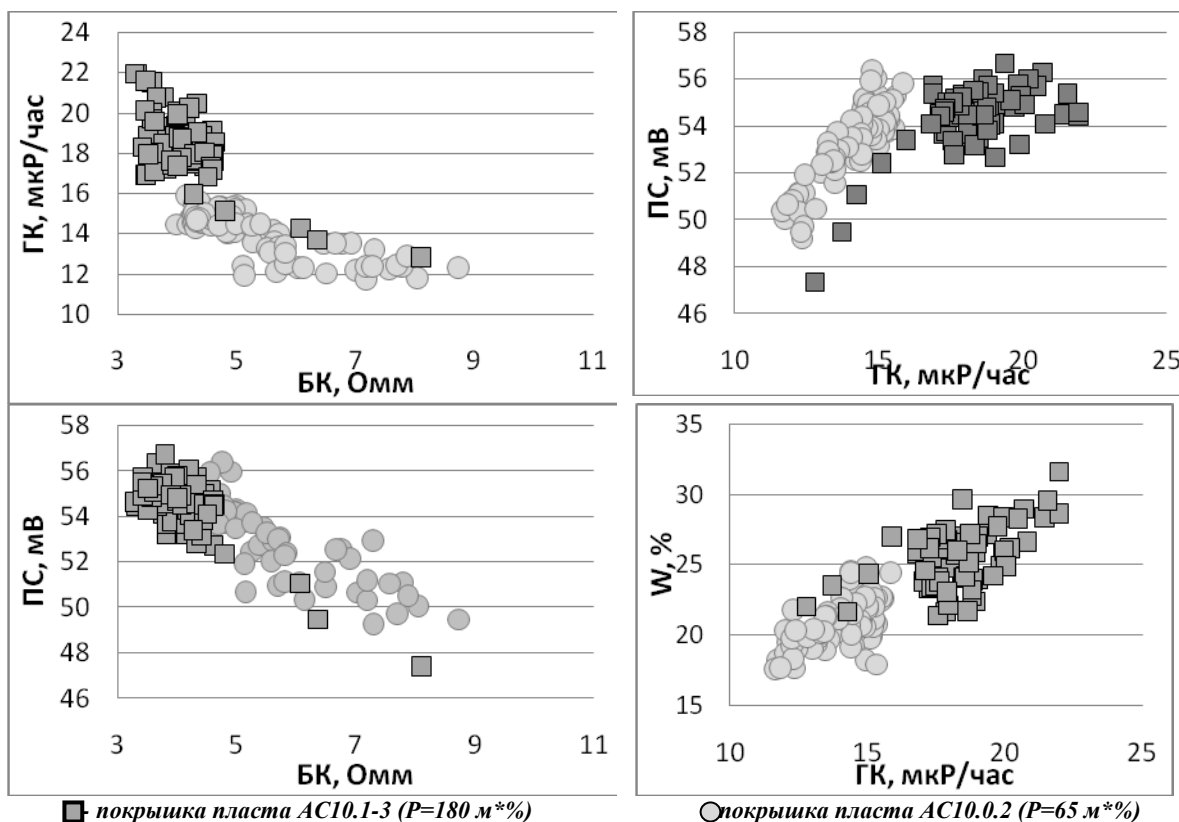 ГК, мкР/час
24
22
20
18
16
14
12
10
3 5 7 9 11
БК, Омм
ПС, мВ
58
56
54
52
50
48
46
10 15 20 25
ГК, мкР/час
ПС, мВ
58
56
54
52
50
48
46
3 5 7 9 11
БК, Омм
W, %
35
30
25
20
15
10 15 20 25
ГК, мкР/час
- покрышка пласта АС10.1-3 (Р=180 м*%)
покрышка пласта АС10.0.2 (Р=65 м*%)